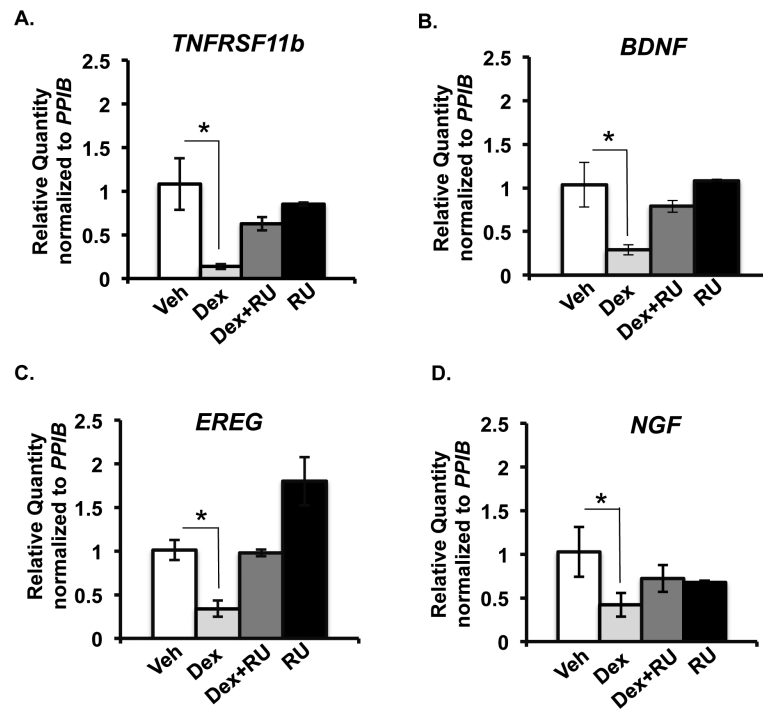 A.
TNFRSF11b
Relative Quantity
normalized to PPIB
2.5
2
1.5
1
0.5
0
*
Veh
Dex
Dex+RU
RU
B.
BDNF
Relative Quantity
normalized to PPIB
2.5
2
1.5
1
0.5
0
*
Veh
Dex
Dex+RU
RU
C.
EREG
Relative Quantity
normalized to PPIB
2.5
2
1.5
1
0.5
0
*
Veh
Dex
Dex+RU
RU
D.
NGF
Relative Quantity
normalized to PPIB
2.5
2
1.5
1
0.5
0
*
Veh
Dex
Dex+RU
RU